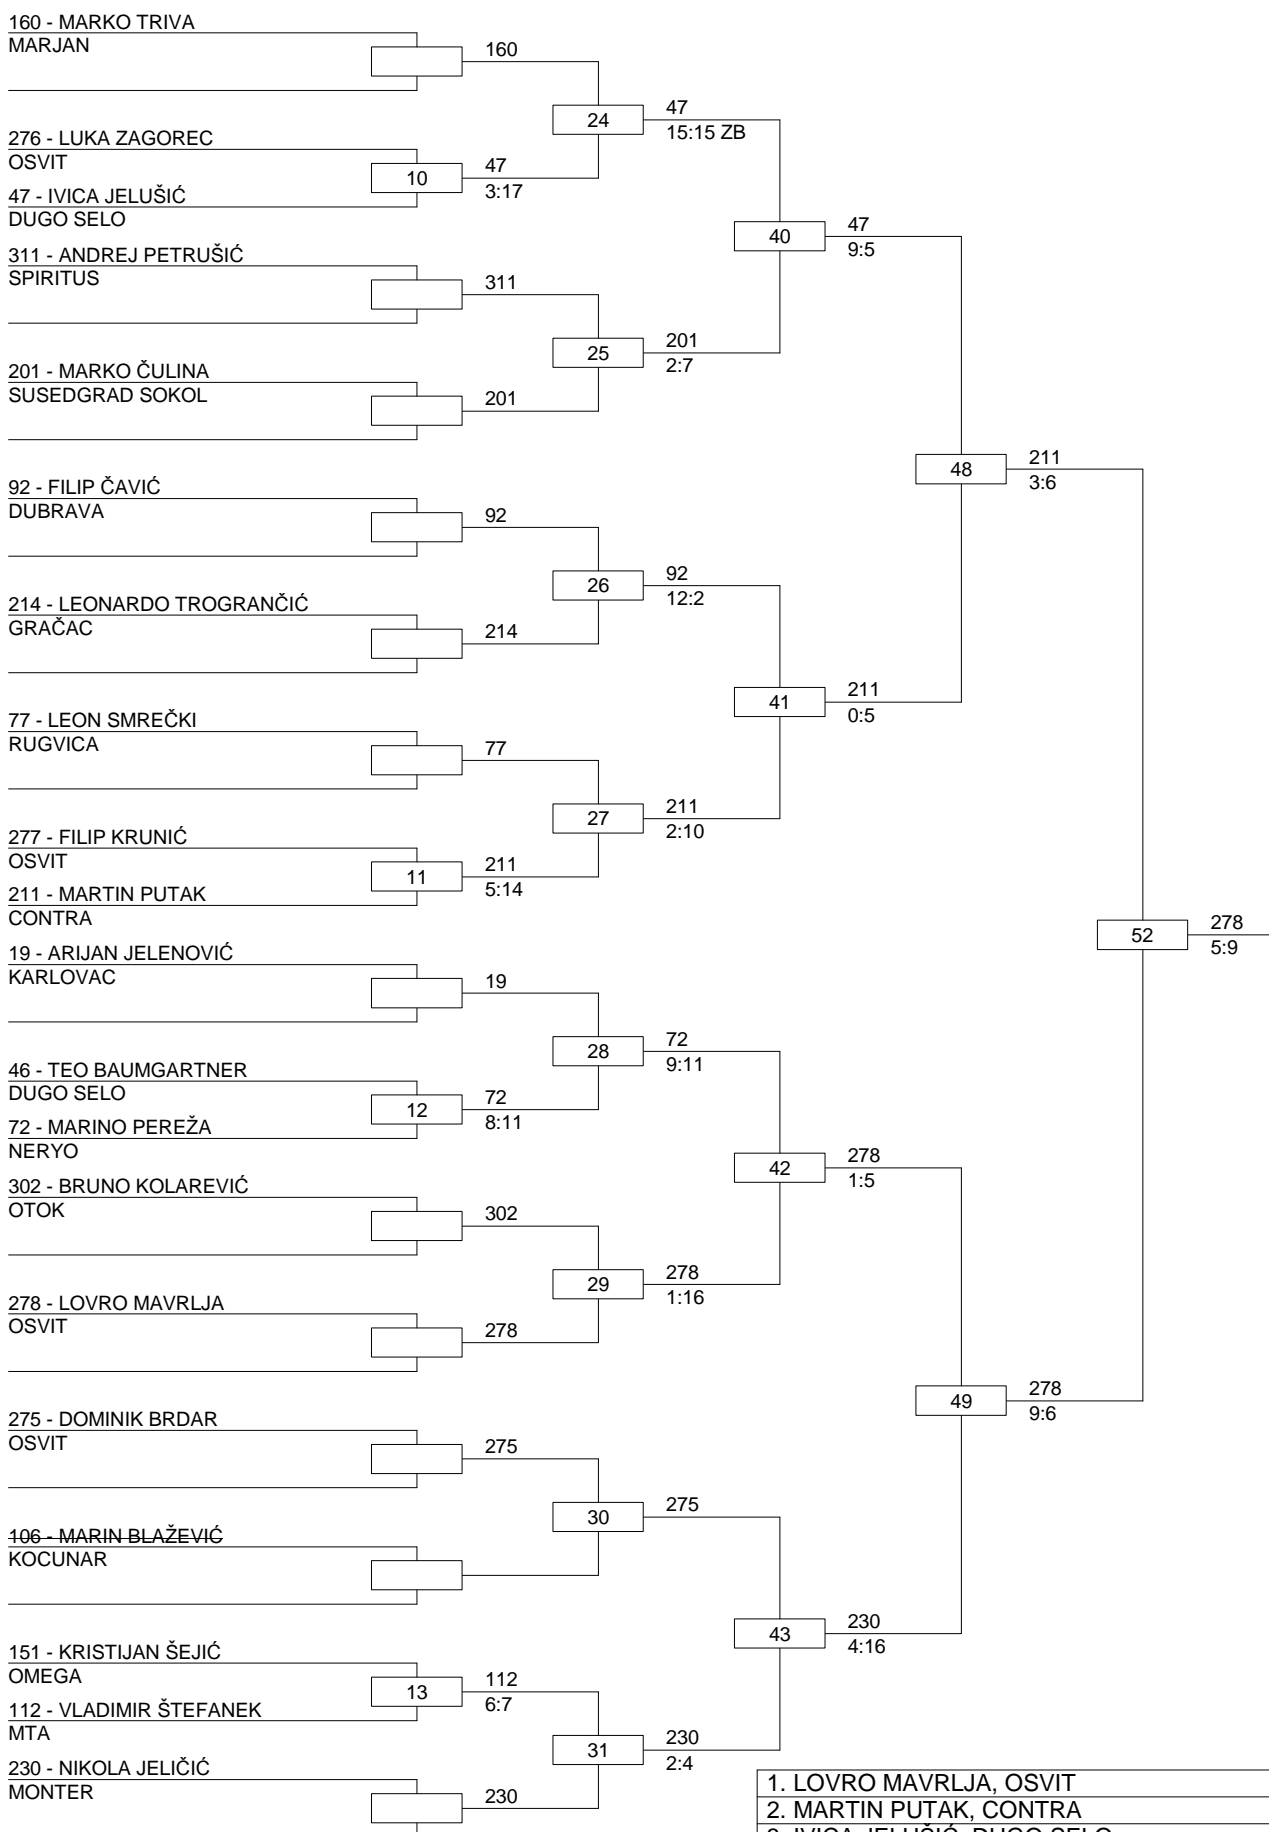 160 - MARKO TRIVA
MARJAN
160
276 - LUKA ZAGOREC
OSVIT
10
47 - IVICA JELUŠIĆ
DUGO SELO
47
3:17
24
47
15:15 ZB
311 - ANDREJ PETRUŠIĆ
SPIRITUS
311
201 - MARKO ČULINA
SUSEDGRAD SOKOL
201
25
201
2:7
40
47
9:5
92 - FILIP ČAVIĆ
DUBRAVA
92
214 - LEONARDO TROGRANČIĆ
GRAČAC
214
26
92
12:2
77 - LEON SMREČKI
RUGVICA
77
277 - FILIP KRUNIĆ
OSVIT
11
211 - MARTIN PUTAK
CONTRA
211
5:14
27
211
2:10
41
211
0:5
48
211
3:6
19 - ARIJAN JELENOVIĆ
KARLOVAC
19
46 - TEO BAUMGARTNER
DUGO SELO
12
72 - MARINO PEREŽA
NERYO
72
8:11
28
72
9:11
302 - BRUNO KOLAREVIĆ
OTOK
302
278 - LOVRO MAVRLJA
OSVIT
278
29
278
1:16
42
278
1:5
275 - DOMINIK BRDAR
OSVIT
275
106 - MARIN BLAŽEVIĆ
KOCUNAR
30
275
151 - KRISTIJAN ŠEJIĆ
OMEGA
13
112 - VLADIMIR ŠTEFANEK
MTA
112
6:7
230 - NIKOLA JELIČIĆ
MONTER
230
31
230
2:4
43
230
4:16
49
278
9:6
52
278
5:9
1. LOVRO MAVRLJA, OSVIT
2. MARTIN PUTAK, CONTRA
3. IVICA JELUŠIĆ, DUGO SELO